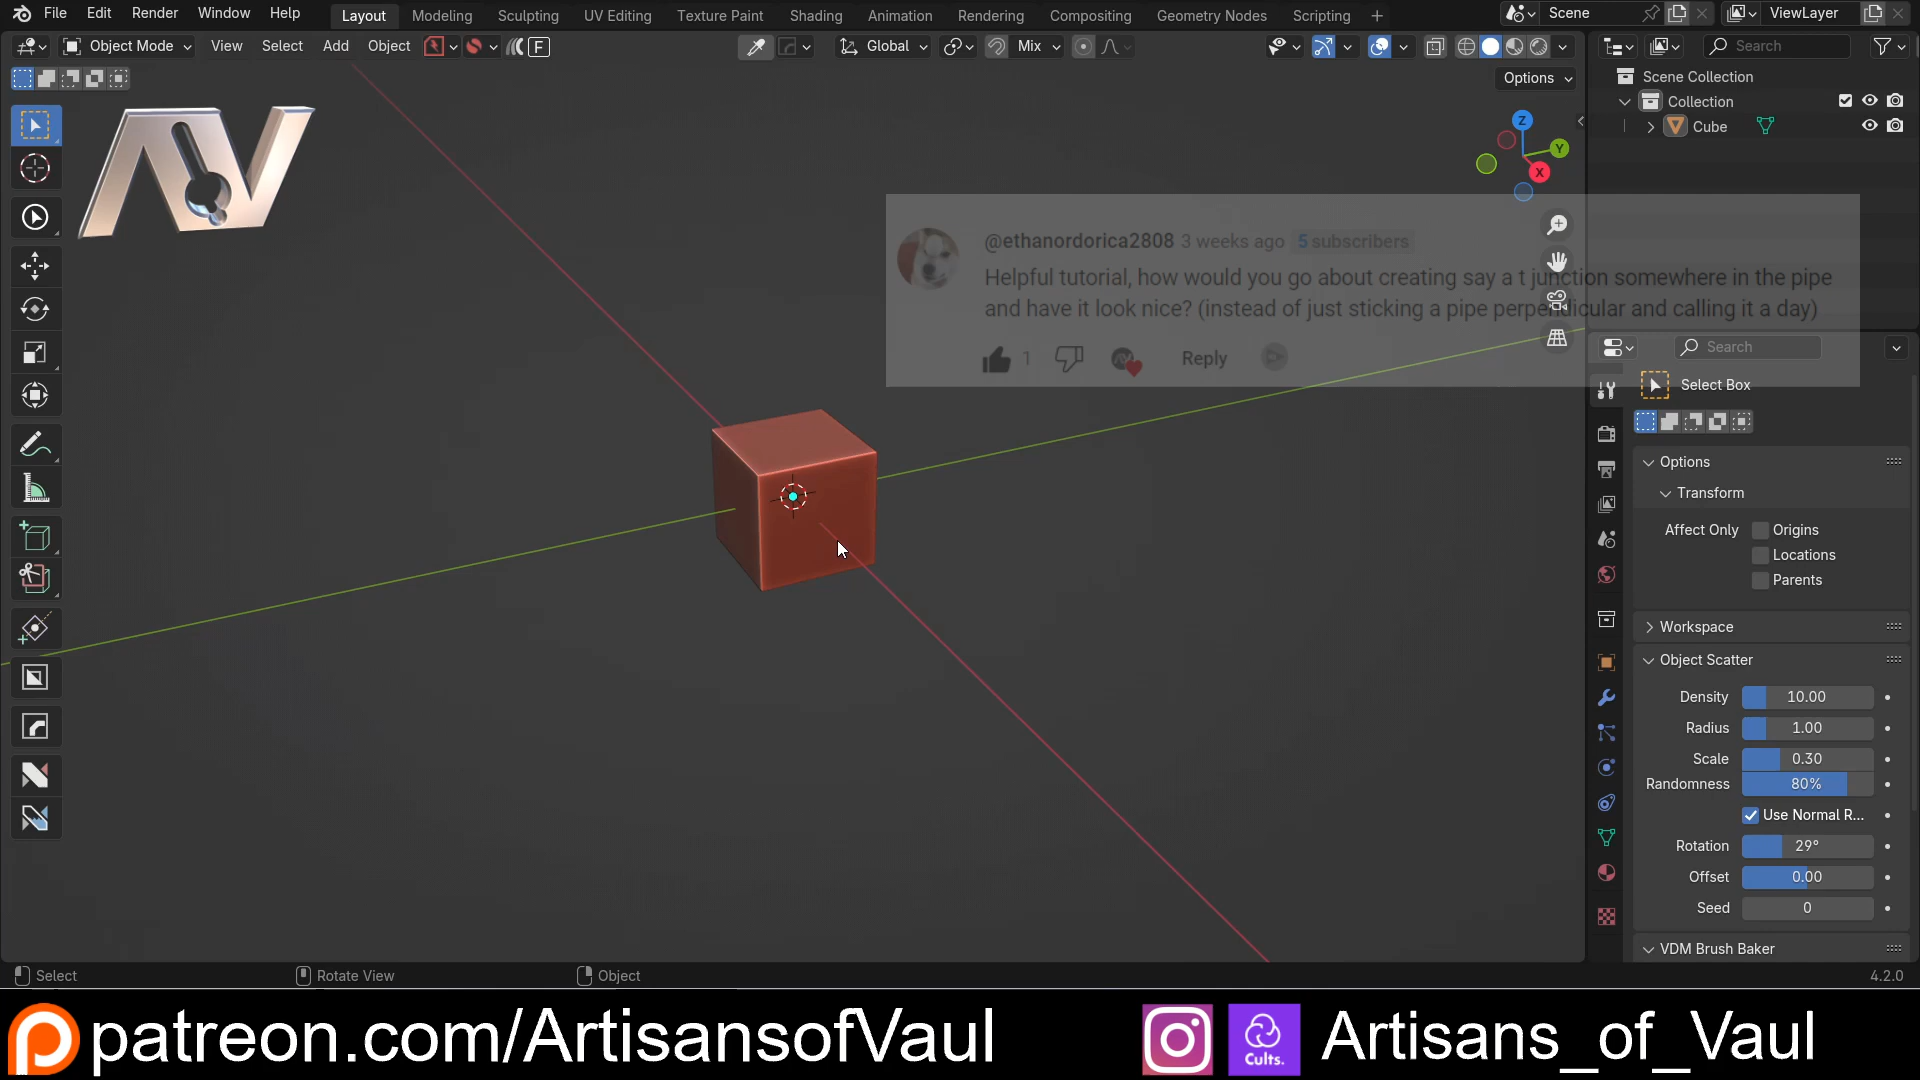 File Edit Render Window Help Layout Modeling Sculpting UV Editing Texture Paint Shading Animation Rendering Compositing Geometry Nodes Scripting + Scene ViewLayer
Object Mode View Select Add Object F Global Mix Search
Options
Scene Collection
Collection
Cube
Z
Y
X
AV
@ethanordorica2808 3 weeks ago 5 subscribers
Helpful tutorial, how would you go about creating say a t junction somewhere in the pipe
and have it look nice? (instead of just sticking a pipe perpendicular and calling it a day)
1 Reply
Search
Select Box
Options
Transform
Affect Only Origins
Locations
Parents
Workspace
Object Scatter
Density 10.00
Radius 1.00
Scale 0.30
Randomness 80%
Use Normal R...
Rotation 29°
Offset 0.00
Seed 0
VDM Brush Baker
Select Rotate View Object 4.2.0
patreon.com/ArtisansofVaul Cults. Artisans_of_Vaul